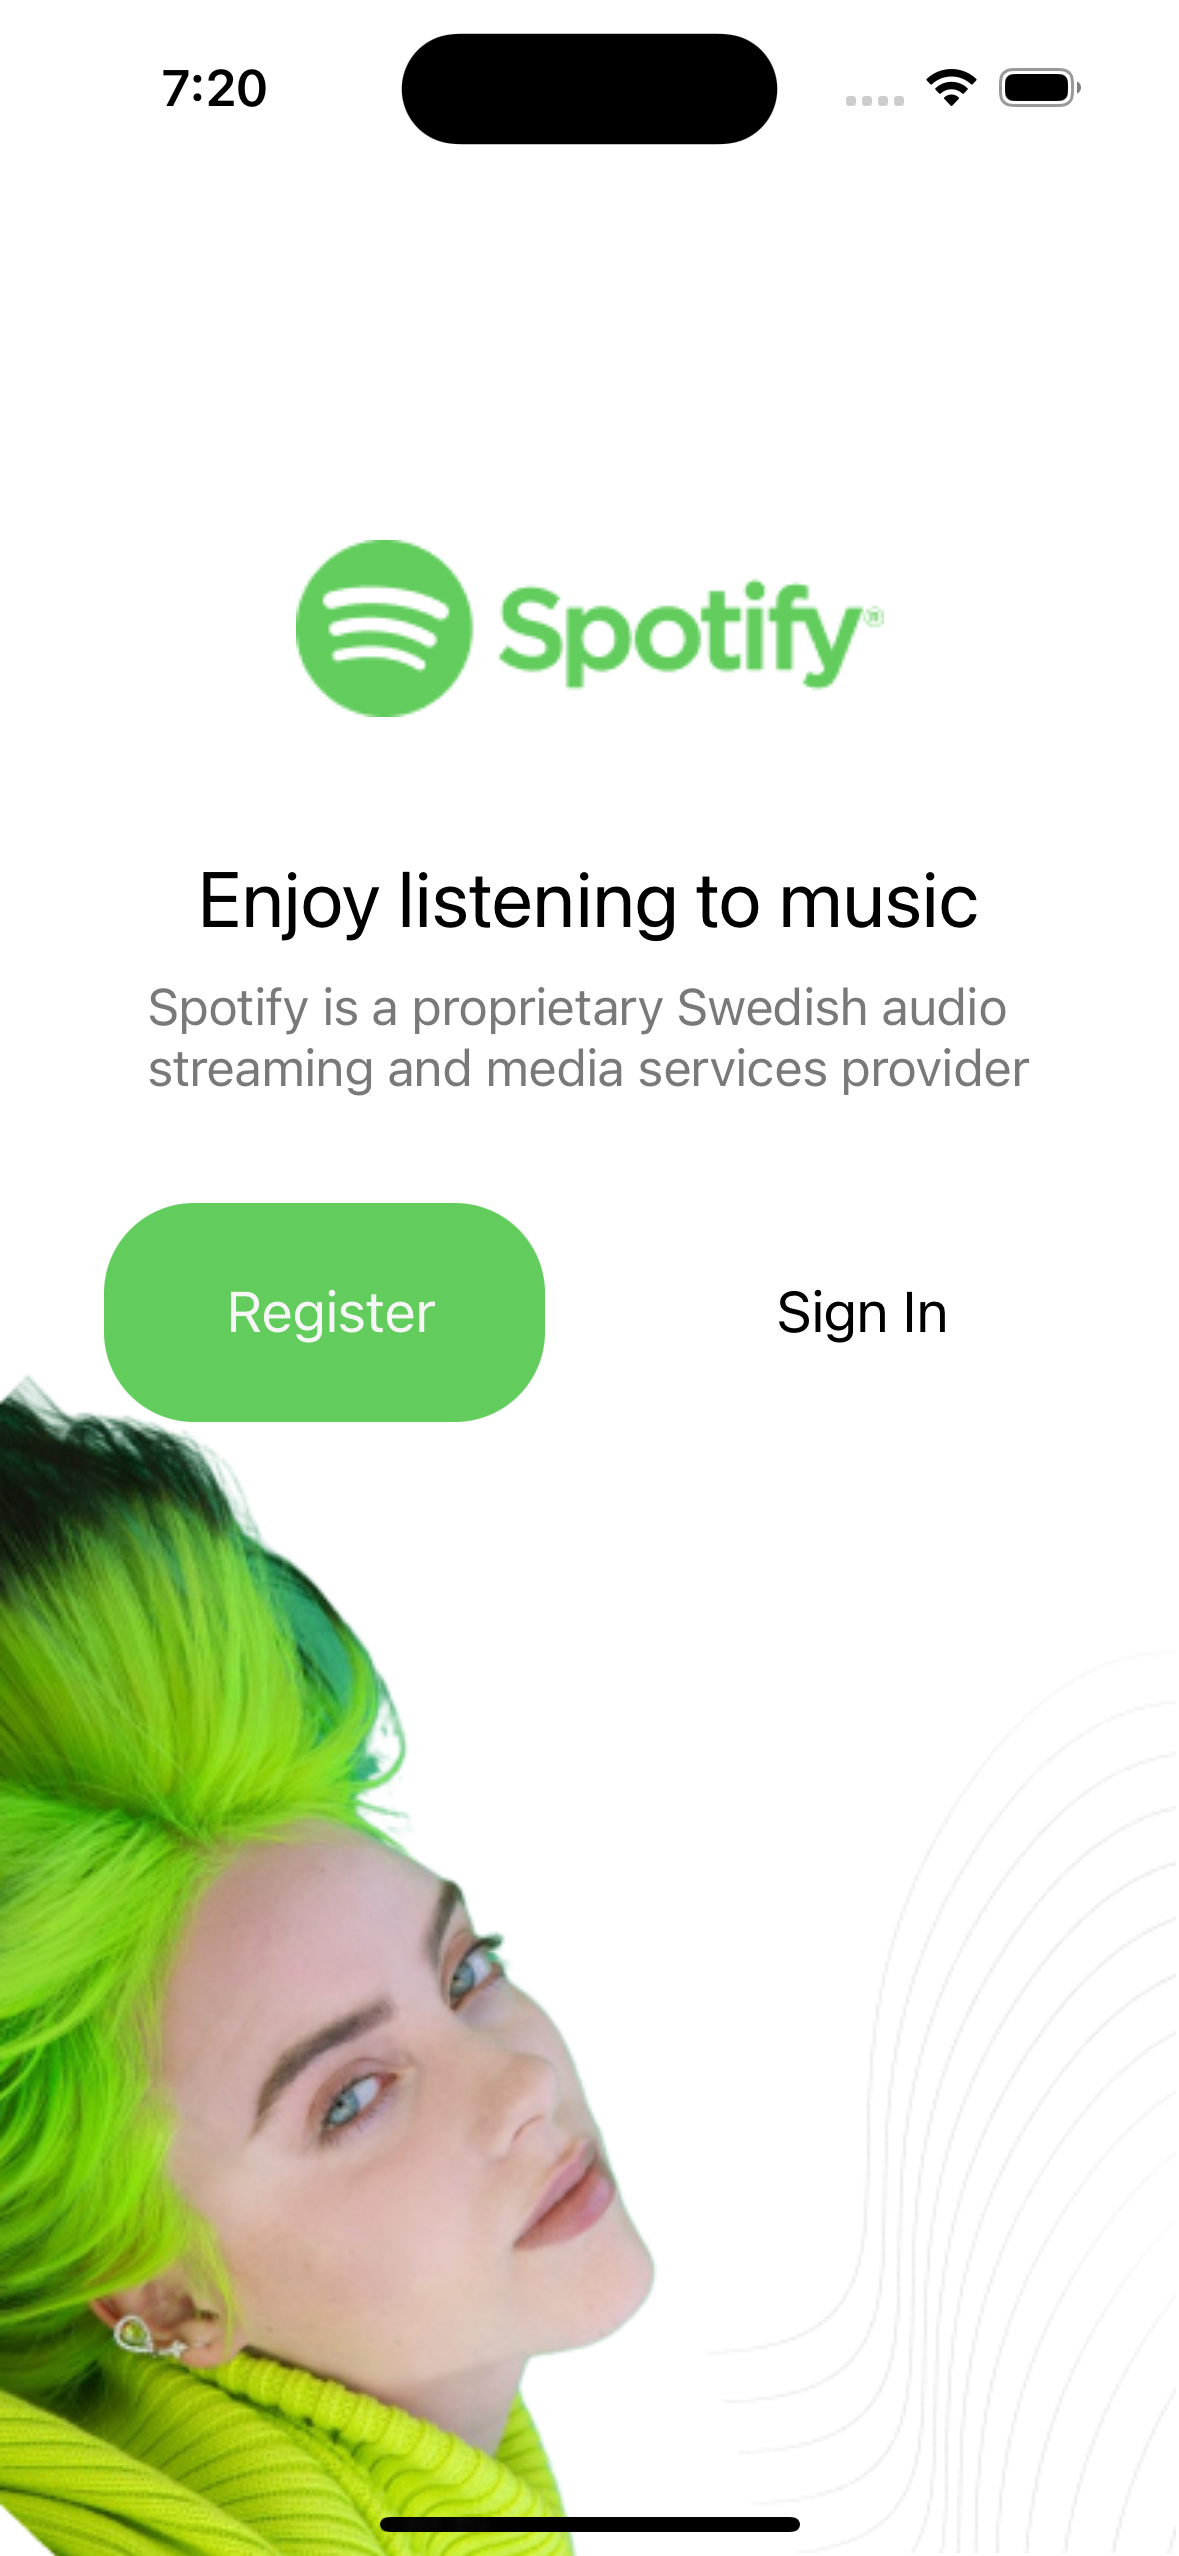 7:20
Spotify®
Enjoy listening to music
Spotify is a proprietary Swedish audio
streaming and media services provider
Register
Sign In